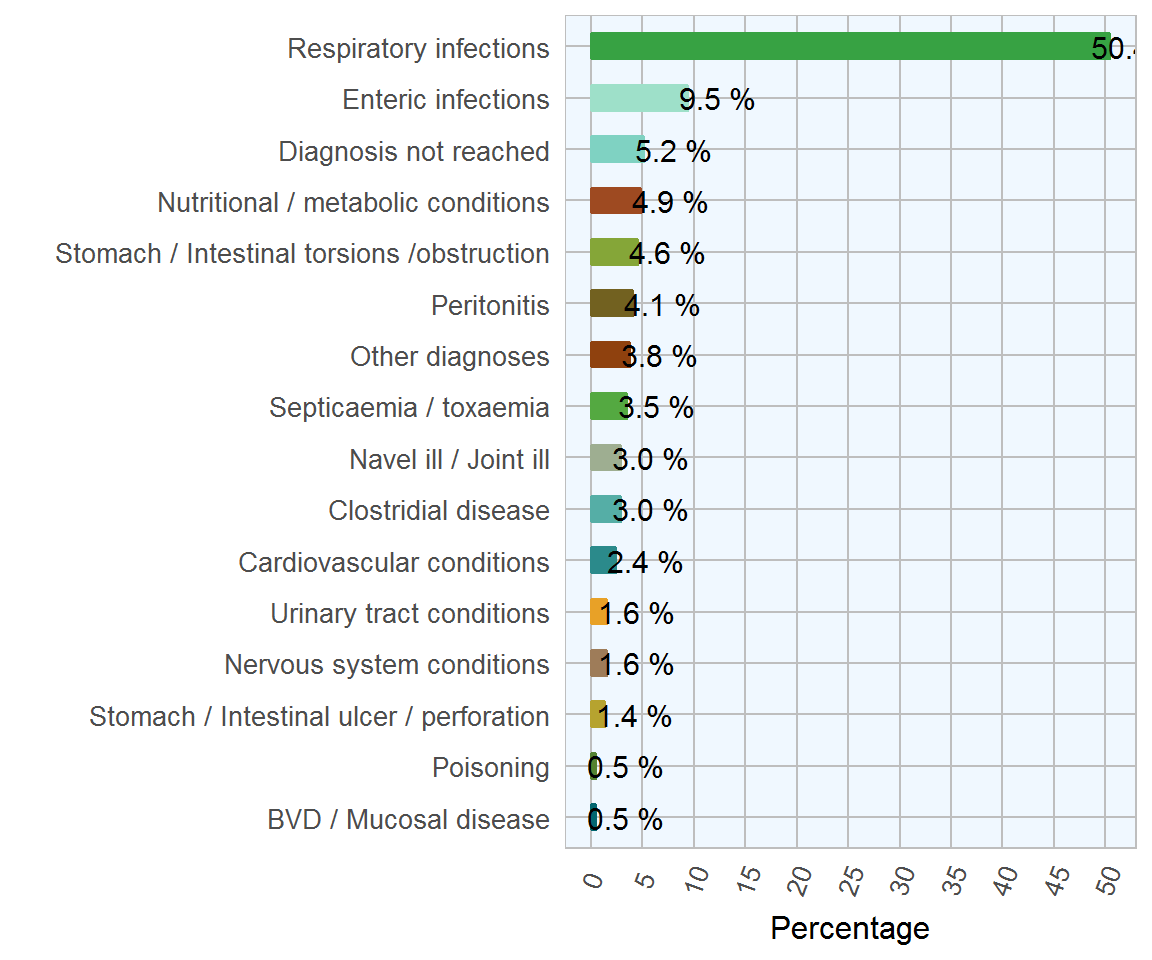 Respiratory infections 50.
Enteric infections 9.5 %
Diagnosis not reached 5.2 %
Nutritional / metabolic conditions 4.9 %
Stomach / Intestinal torsions /obstruction 4.6 %
Peritonitis 4.1 %
Other diagnoses 3.8 %
Septicaemia / toxaemia 3.5 %
Navel ill / Joint ill 3.0 %
Clostridial disease 3.0 %
Cardiovascular conditions 2.4 %
Urinary tract conditions 1.6 %
Nervous system conditions 1.6 %
Stomach / Intestinal ulcer / perforation 1.4 %
Poisoning 0.5 %
BVD / Mucosal disease 0.5 %
0 5 10 15 20 25 30 35 40 45 50
Percentage